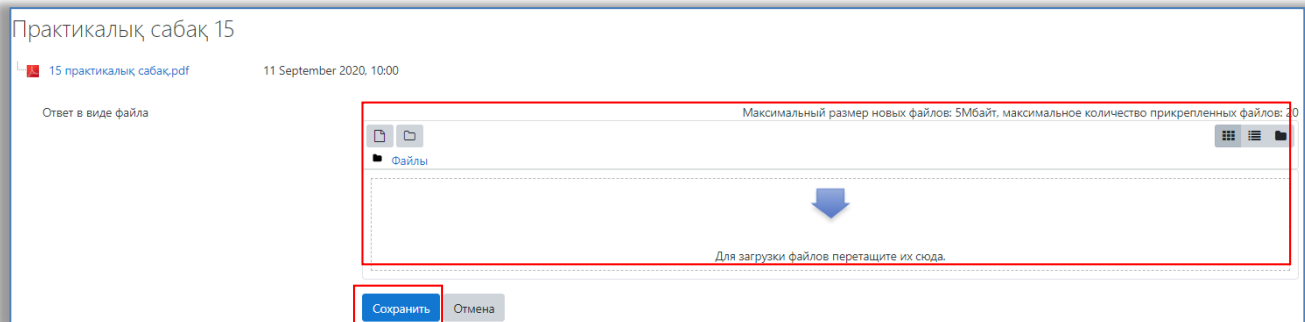 Практикалық сабақ 15
15 практикалық сабақ.pdf 11 September 2020, 10:00
Ответ в виде файла
Максимальный размер новых файлов: 5Мбайт, максимальное количество прикрепленных файлов: 20
Файлы
Для загрузки файлов перетащите их сюда.
Сохранить Отмена